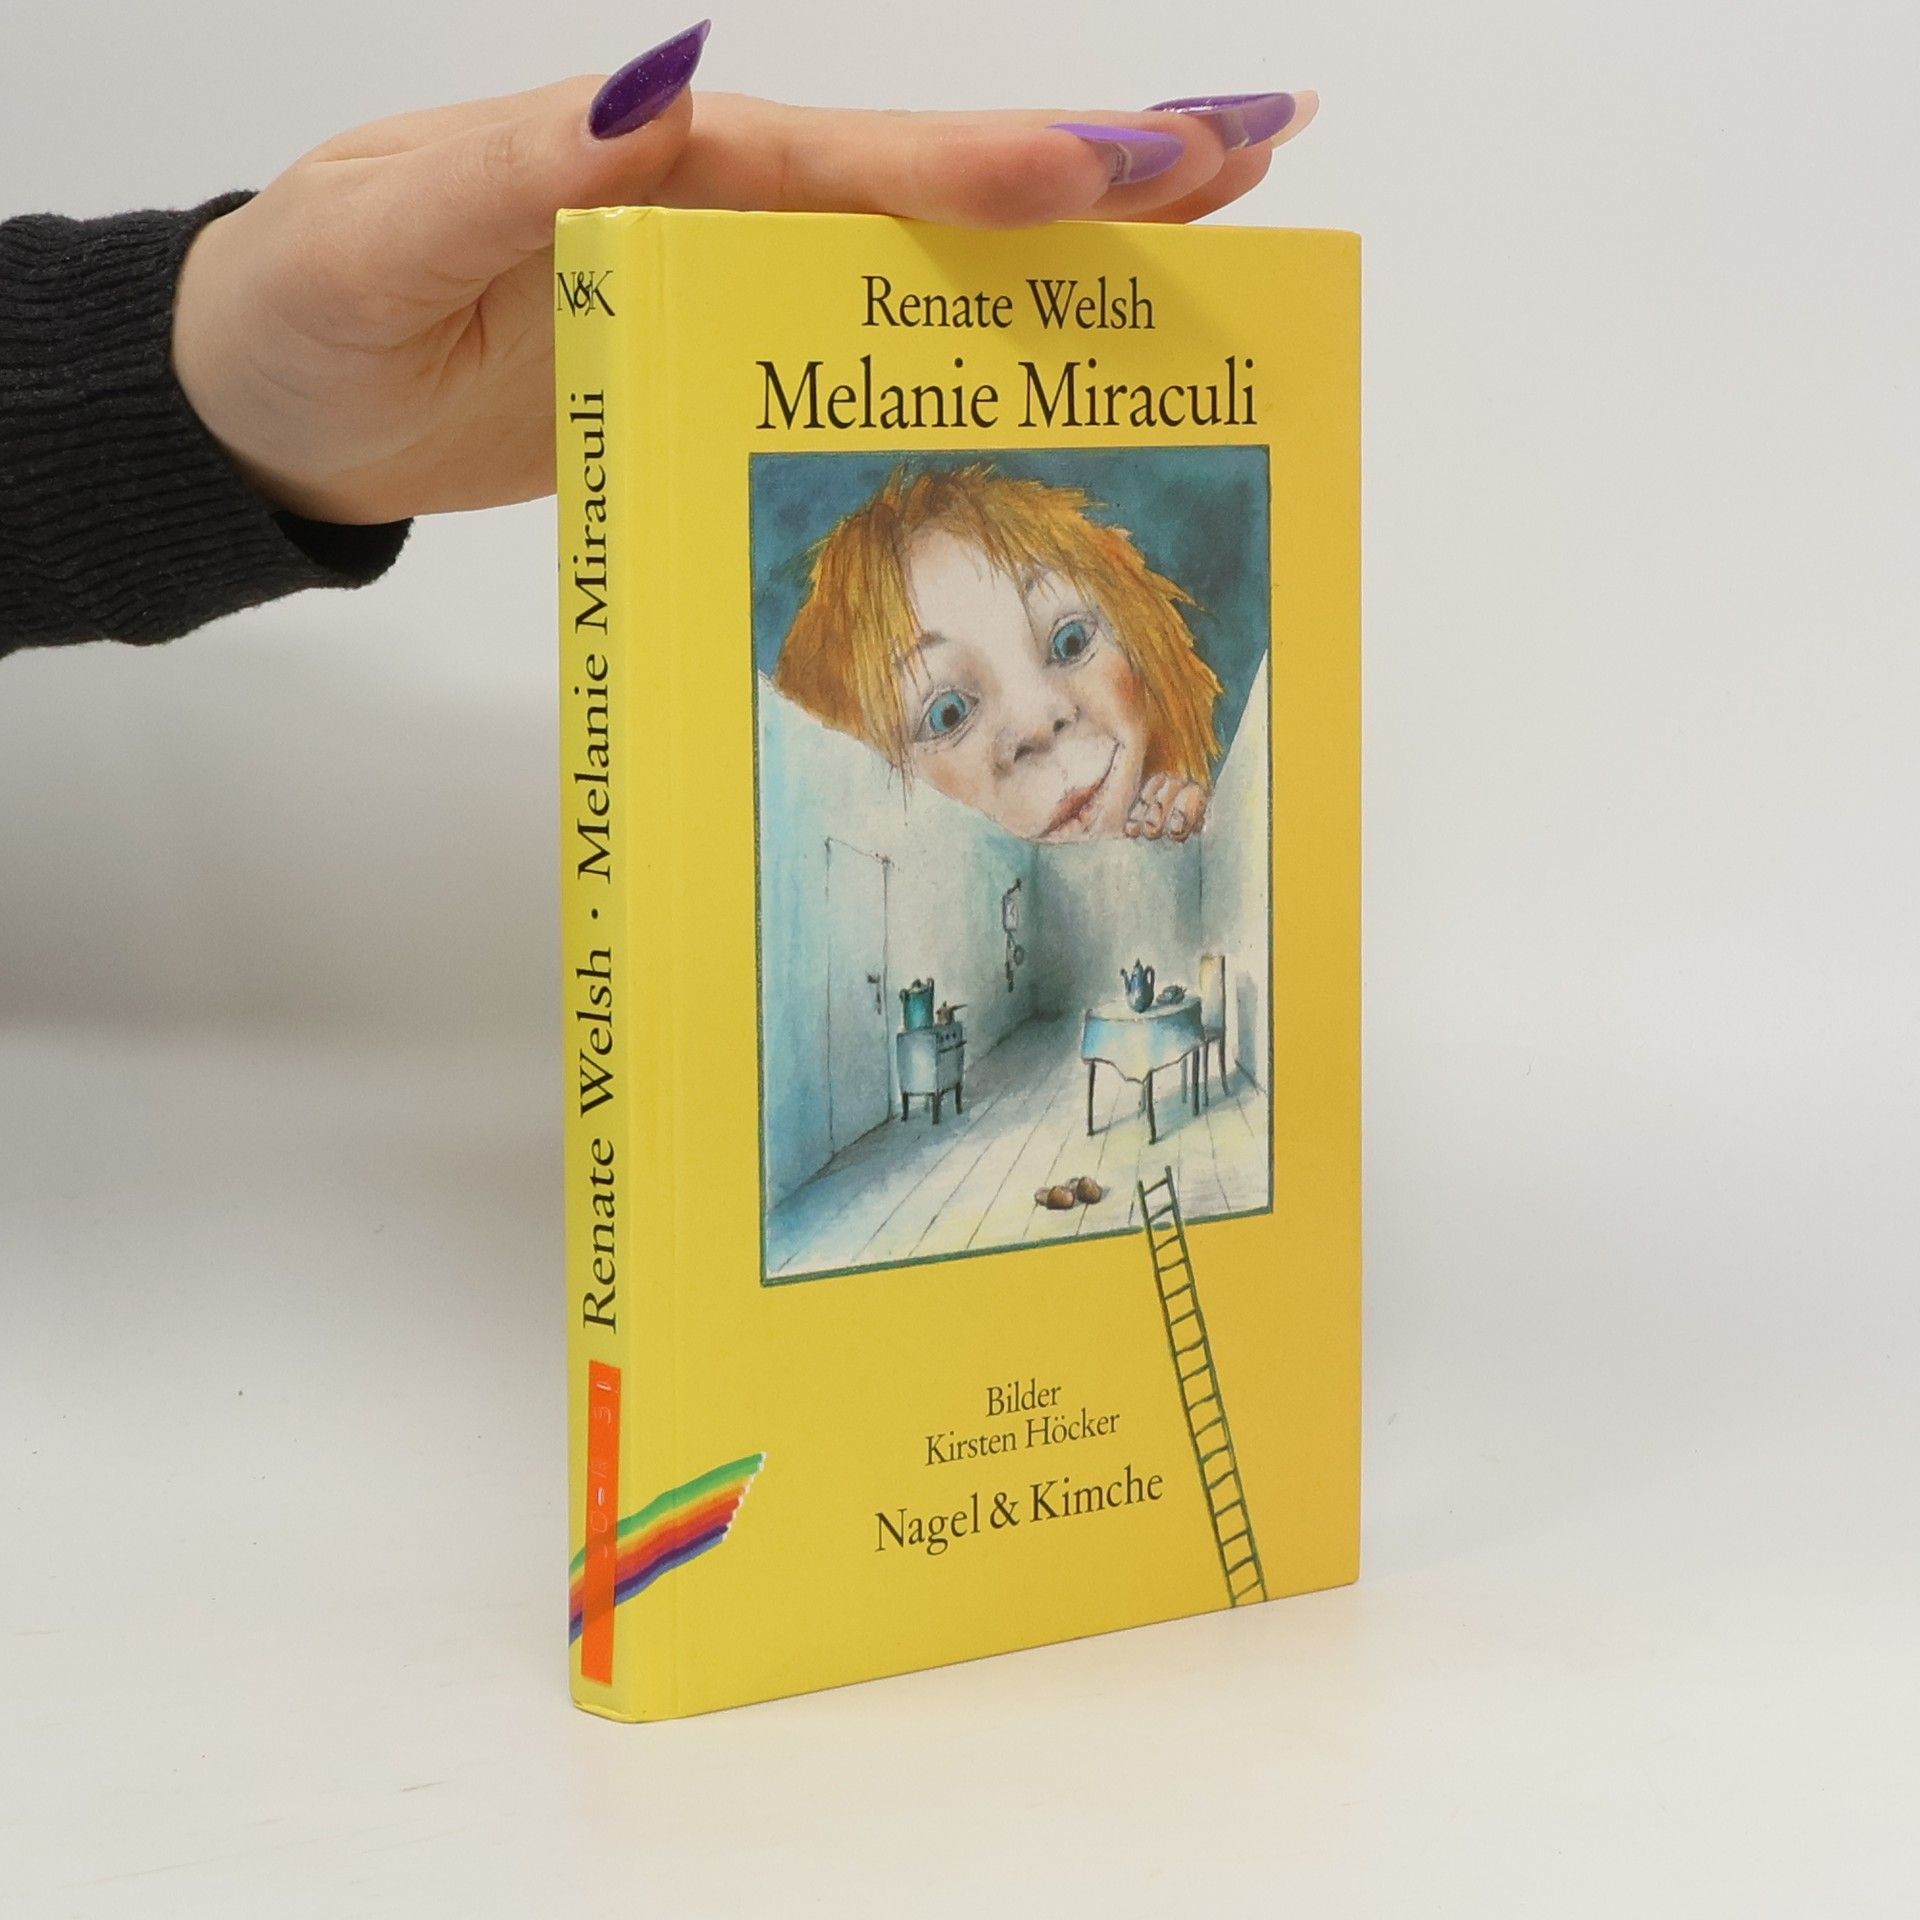 N&K
Renate Welsh · Melanie Miraculi
Renate Welsh
Melanie Miraculi
Bilder
Kirsten Höcker
Nagel & Kimche